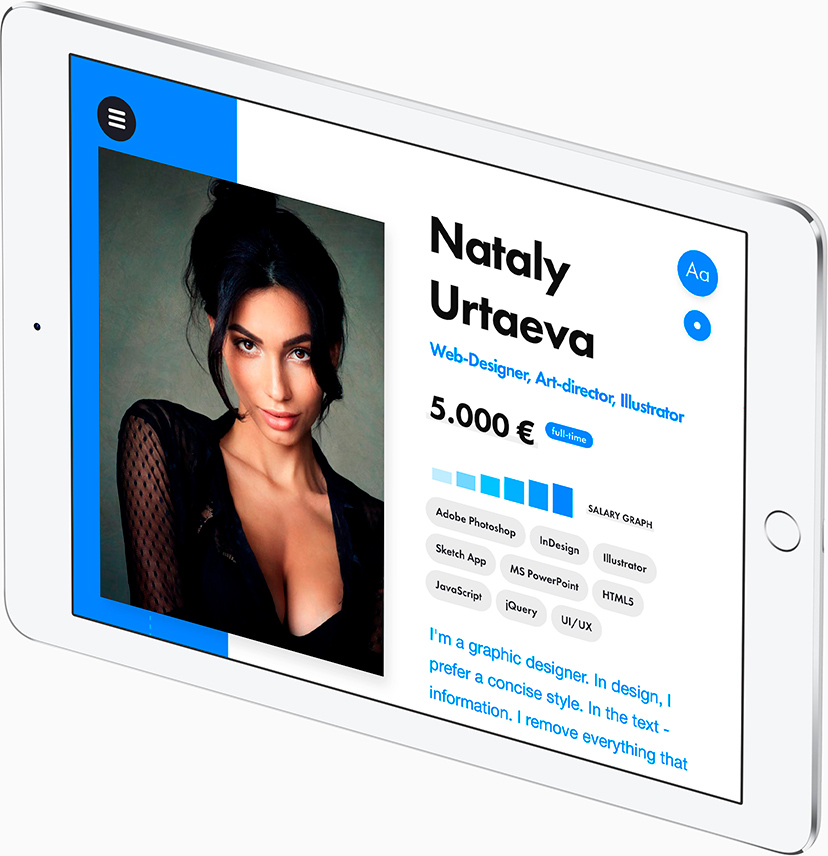 Nataly
Urtaeva
Aa
Web-Designer, Art-director, Illustrator
5.000 € full-time
SALARY GRAPH
Adobe Photoshop InDesign Illustrator
Sketch App MS PowerPoint HTML5
JavaScript jQuery UI/UX
I'm a graphic designer. In design, I
prefer a concise style. In the text -
information. I remove everything that